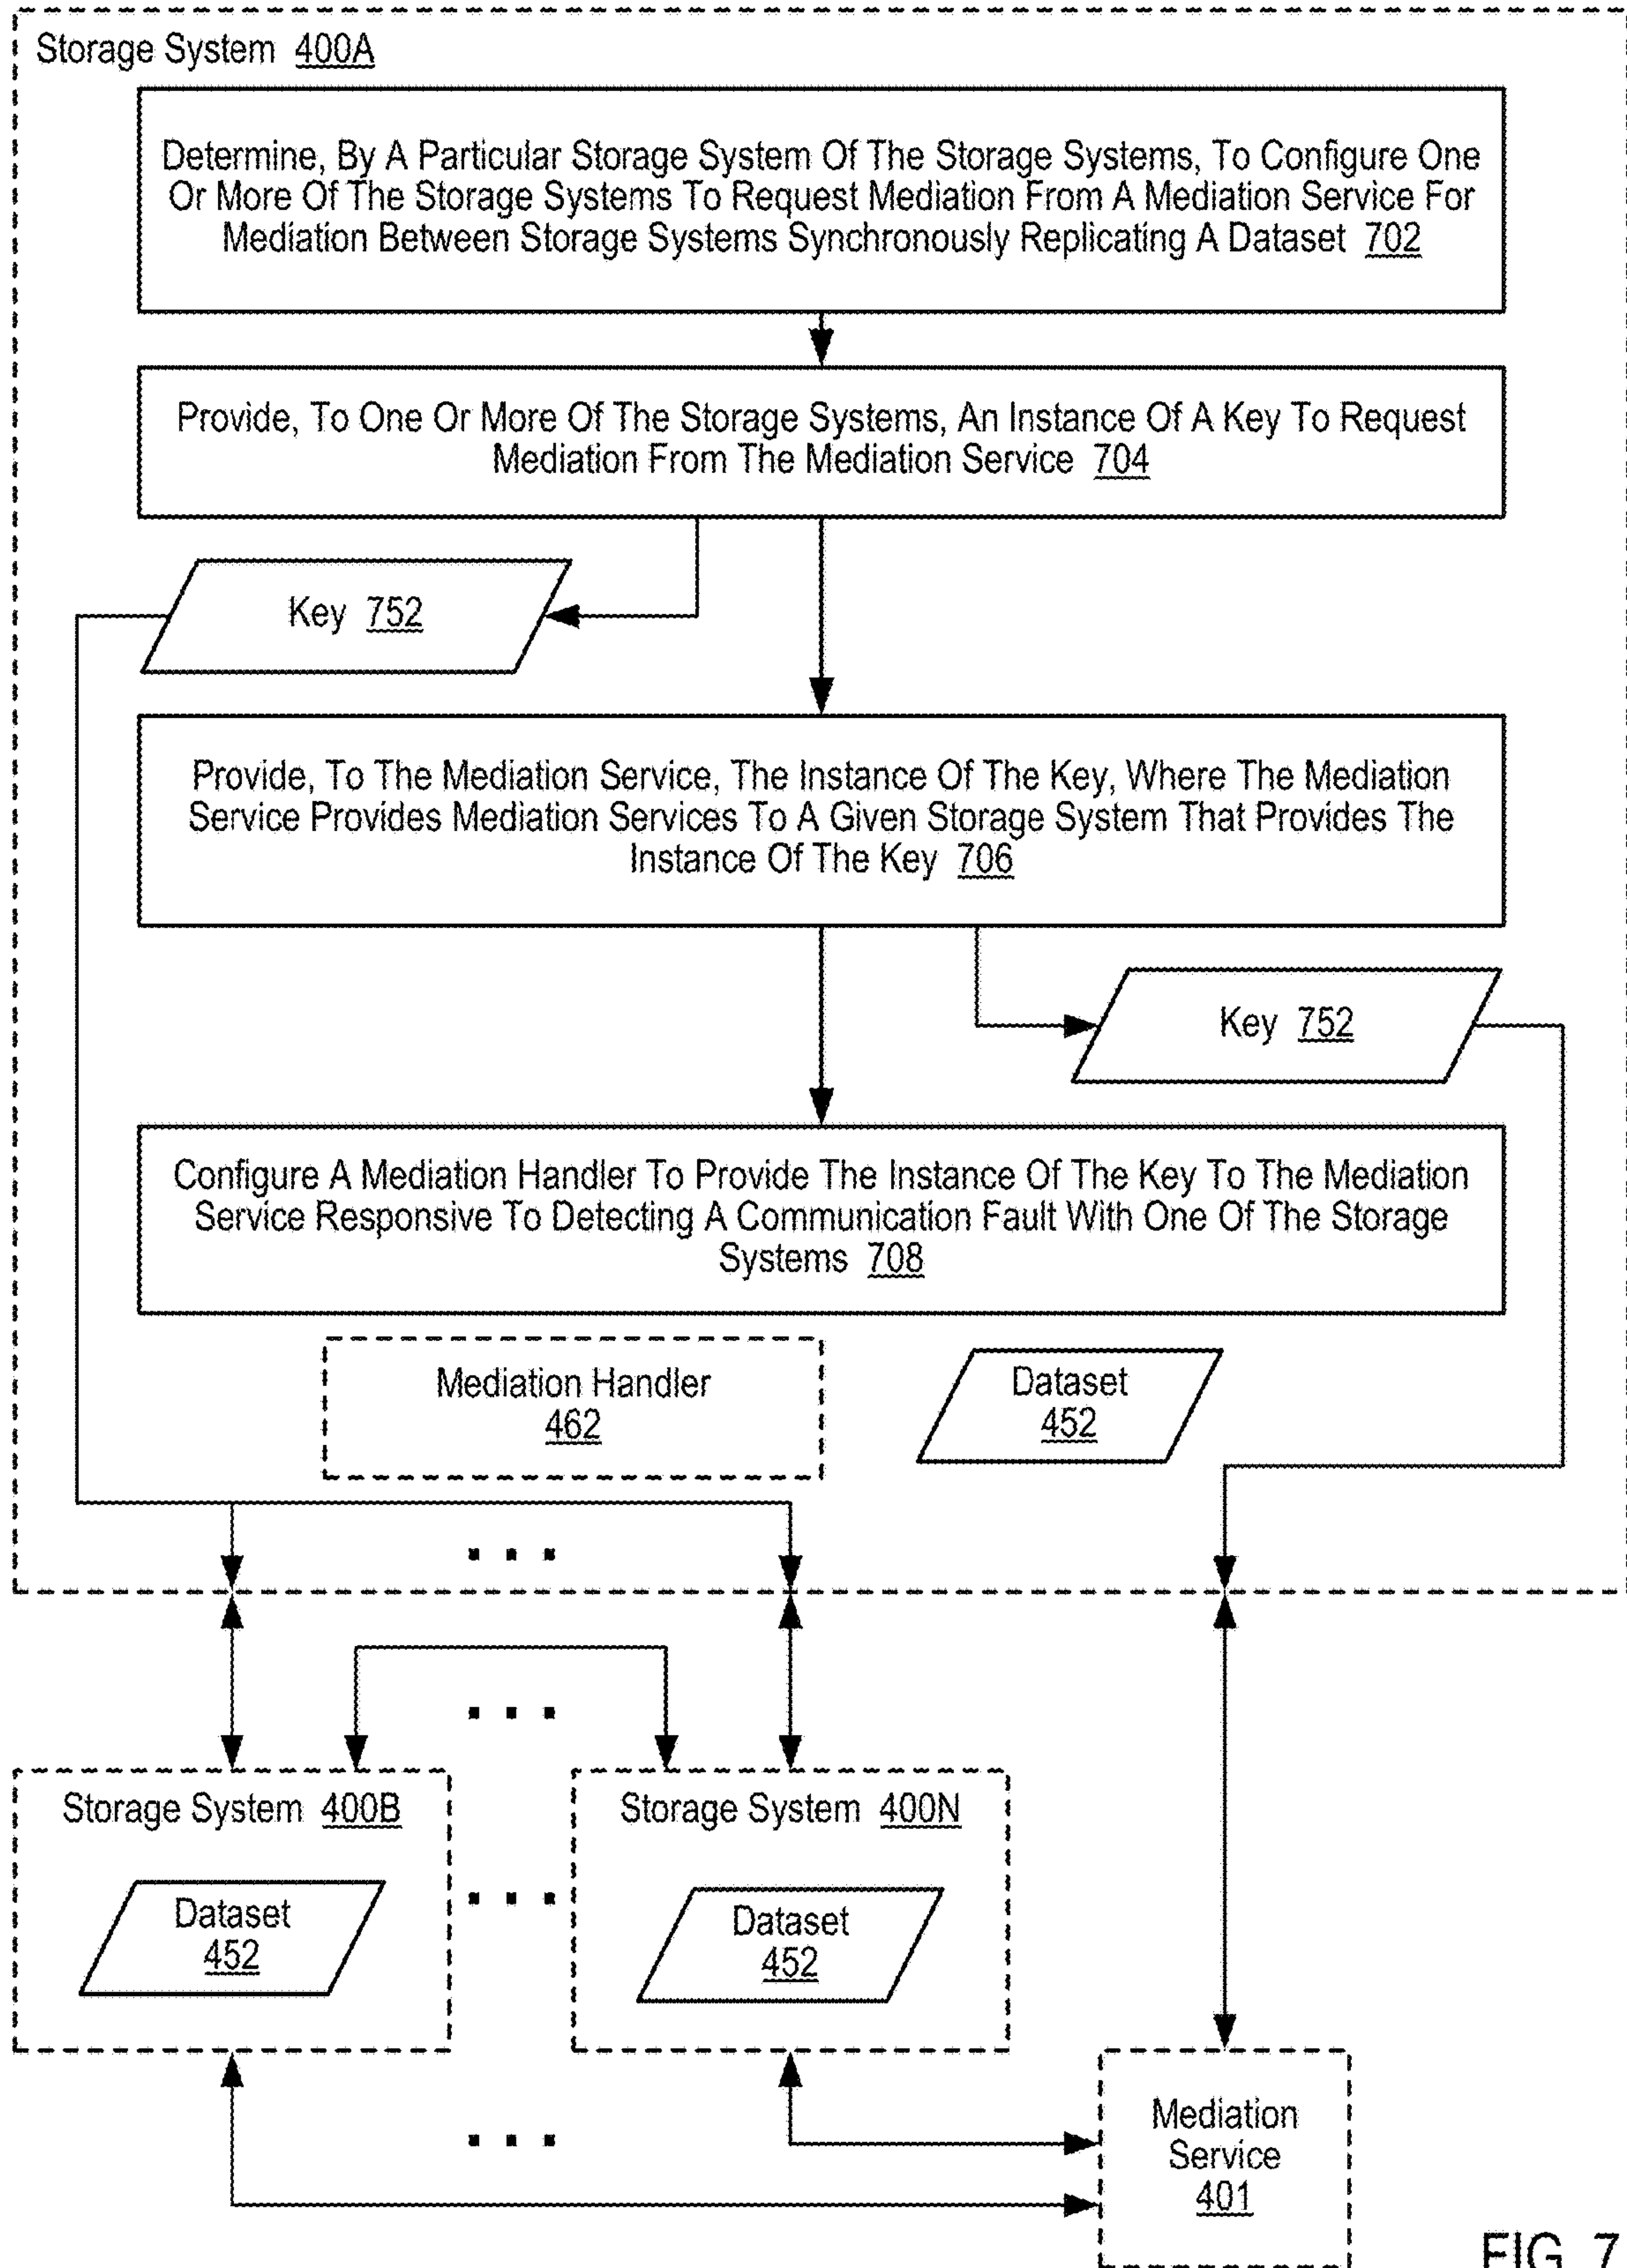 Storage System 400A
Determine, By A Particular Storage System Of The Storage Systems, To Configure One
Or More Of The Storage Systems To Request Mediation From A Mediation Service For
Mediation Between Storage Systems Synchronously Replicating A Dataset 702
Provide, To One Or More Of The Storage Systems, An Instance Of A Key To Request
Mediation From The Mediation Service 704
Key 752
Provide, To The Mediation Service, The Instance Of The Key, Where The Mediation
Service Provides Mediation Services To A Given Storage System That Provides The
Instance Of The Key 706
Key 752
Configure A Mediation Handler To Provide The Instance Of The Key To The Mediation
Service Responsive To Detecting A Communication Fault With One Of The Storage
Systems 708
Mediation Handler
462
Dataset
452
. . .
. . .
Storage System 400B
Dataset
452
. . .
Storage System 400N
Dataset
452
. . .
Mediation
Service
401
FIG. 7